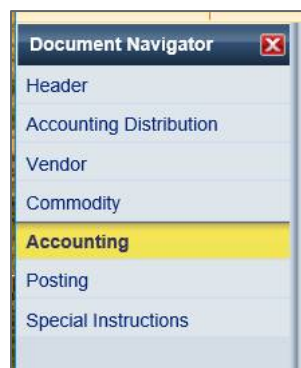 Document Navigator
Header
Accounting Distribution
Vendor
Commodity
Accounting
Posting
Special Instructions